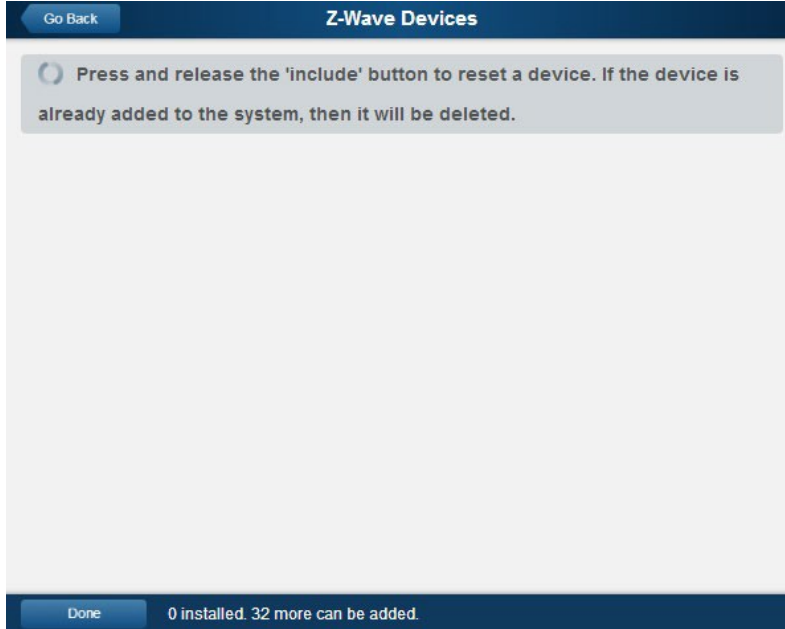 Go Back
Z-Wave Devices
Press and release the 'include' button to reset a device. If the device is
already added to the system, then it will be deleted.
Done
0 installed. 32 more can be added.